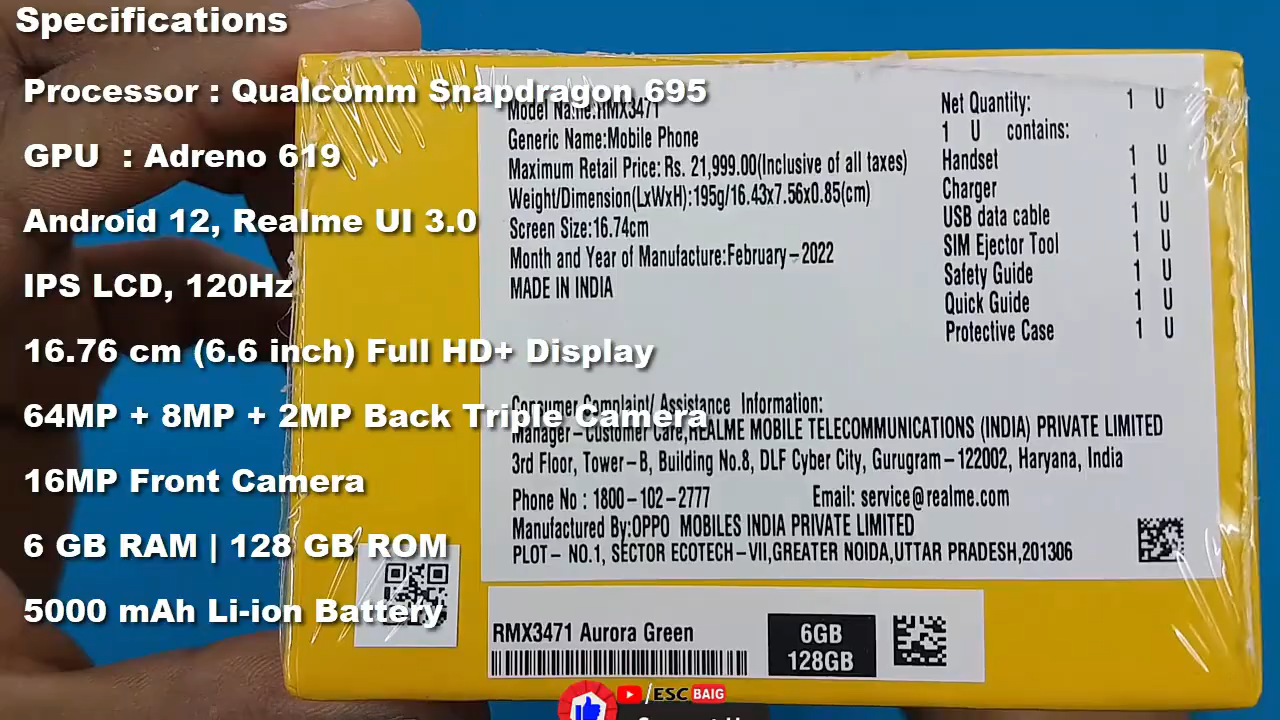 Specifications
Processor : Qualcomm Snapdragon 695
GPU : Adreno 619
Android 12, Realme UI 3.0
IPS LCD, 120Hz
16.76 cm (6.6 inch) Full HD+ Display
64MP + 8MP + 2MP Back Triple Camera
16MP Front Camera
6 GB RAM | 128 GB ROM
5000 mAh Li-ion Battery
Model Name:RMX3471
Generic Name:Mobile Phone
Maximum Retail Price: Rs. 21,999.00(Inclusive of all taxes)
Weight/Dimension(LxWxH):195g/16.43x7.56x0.85(cm)
Screen Size:16.74cm
Month and Year of Manufacture:February-2022
MADE IN INDIA
Net Quantity: 1 U
1 U contains:
Handset 1 U
Charger 1 U
USB data cable 1 U
SIM Ejector Tool 1 U
Safety Guide 1 U
Quick Guide 1 U
Protective Case 1 U
Consumer Complaint/ Assistance Information:
Manager-Customer Care,REALME MOBILE TELECOMMUNICATIONS (INDIA) PRIVATE LIMITED
3rd Floor, Tower-B, Building No.8, DLF Cyber City, Gurugram-122002, Haryana, India
Phone No : 1800-102-2777 Email: service@realme.com
Manufactured By:OPPO MOBILES INDIA PRIVATE LIMITED
PLOT- NO.1, SECTOR ECOTECH-VII,GREATER NOIDA,UTTAR PRADESH,201306
RMX3471 Aurora Green
6GB
128GB
/ESC BAIG